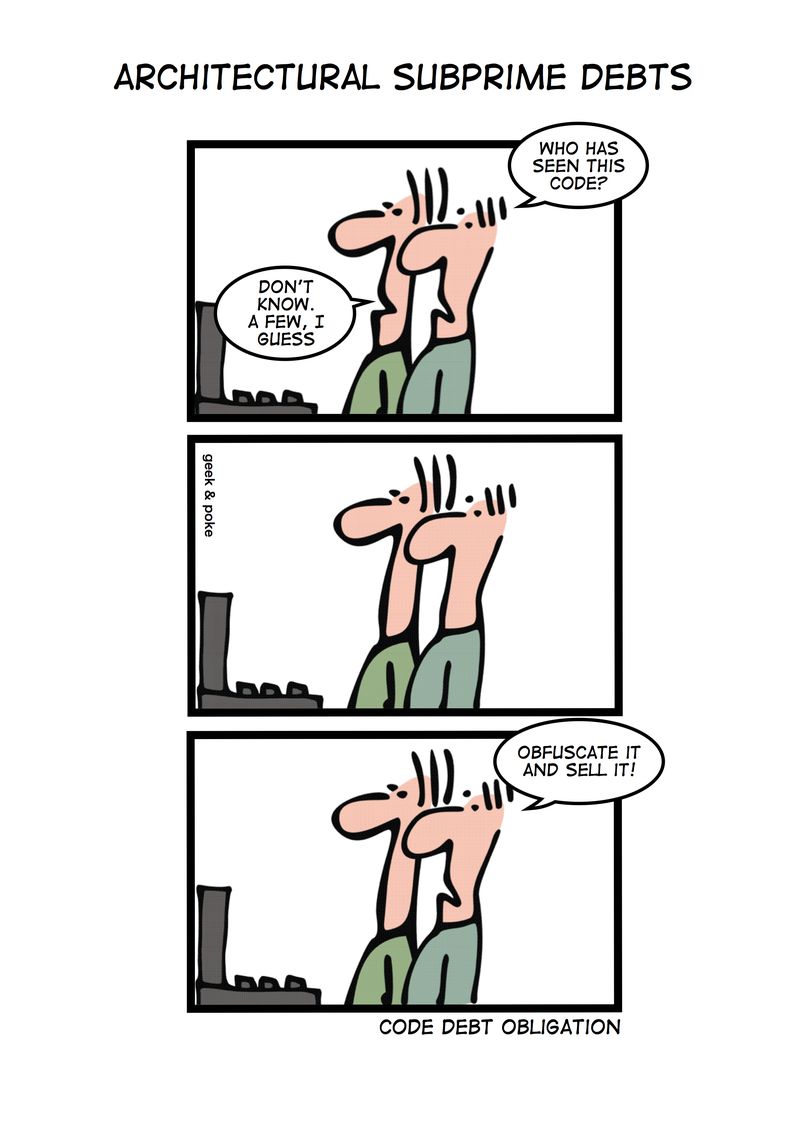 ARCHITECTURAL SUBPRIME DEBTS
WHO HAS
SEEN THIS
CODE?
DON'T
KNOW.
A FEW, I
GUESS
geek & poke
OBFUSCATE IT
AND SELL IT!
CODE DEBT OBLIGATION